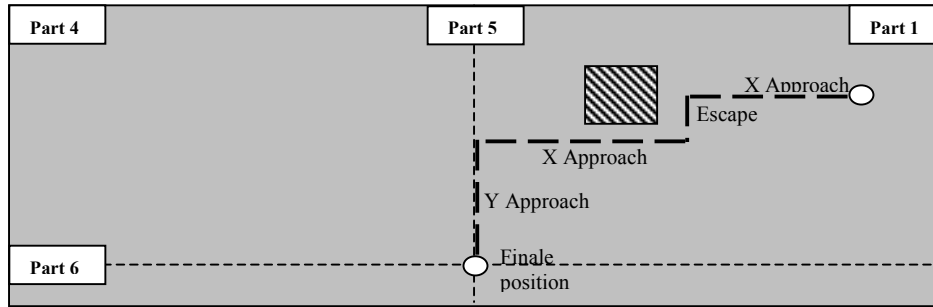 Part 4
Part 5
Part 1
X Approach
Escape
X Approach
Y Approach
Part 6
Finale
position